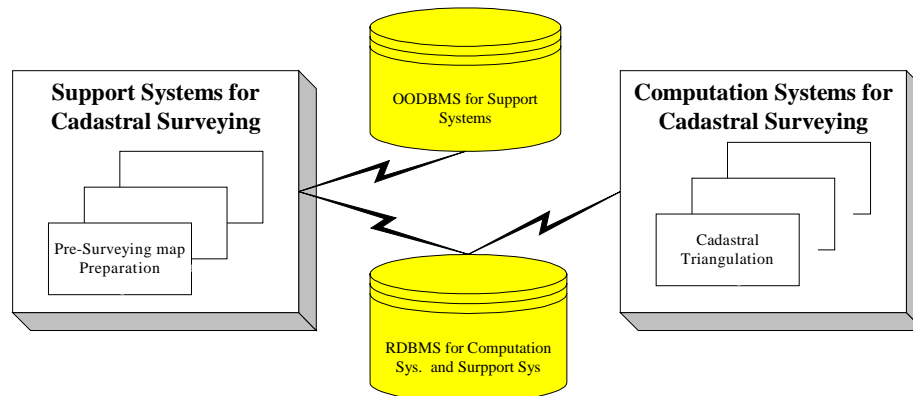 Support Systems for
Cadastral Surveying
Pre-Surveying map
Preparation
OODBMS for Support
Systems
RDBMS for Computation
Sys. and Surpport Sys
Computation Systems for
Cadastral Surveying
Cadastral
Triangulation